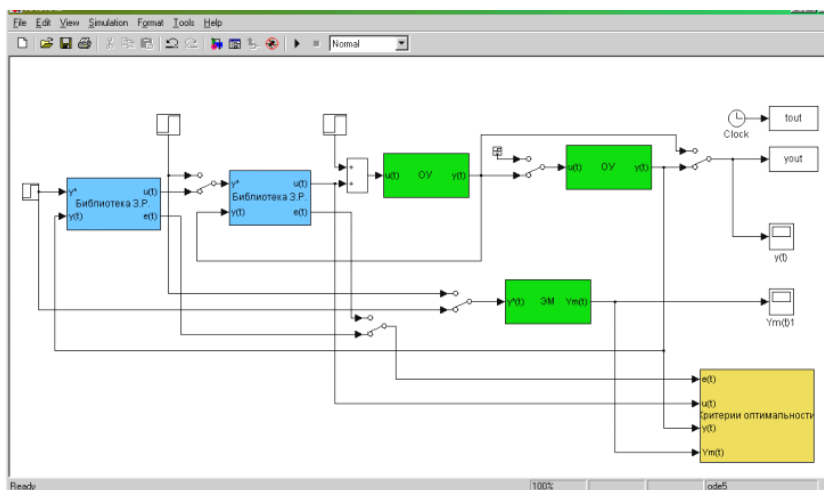 File Edit View Simulation Format Tools Help
Normal
tout
Clock
yout
y* u(t)
Библиотека З.Р.
y(t) e(t)
y* u(t)
Библиотека З.Р.
y(t) e(t)
u(t) ОУ y(t)
u(t) ОУ y(t)
y(t)
y*(t) ЭМ Ym(t)
Ym(t)1
e(t)
u(t)
Критерии оптимальности
y(t)
Ym(t)
Ready 100% ode5